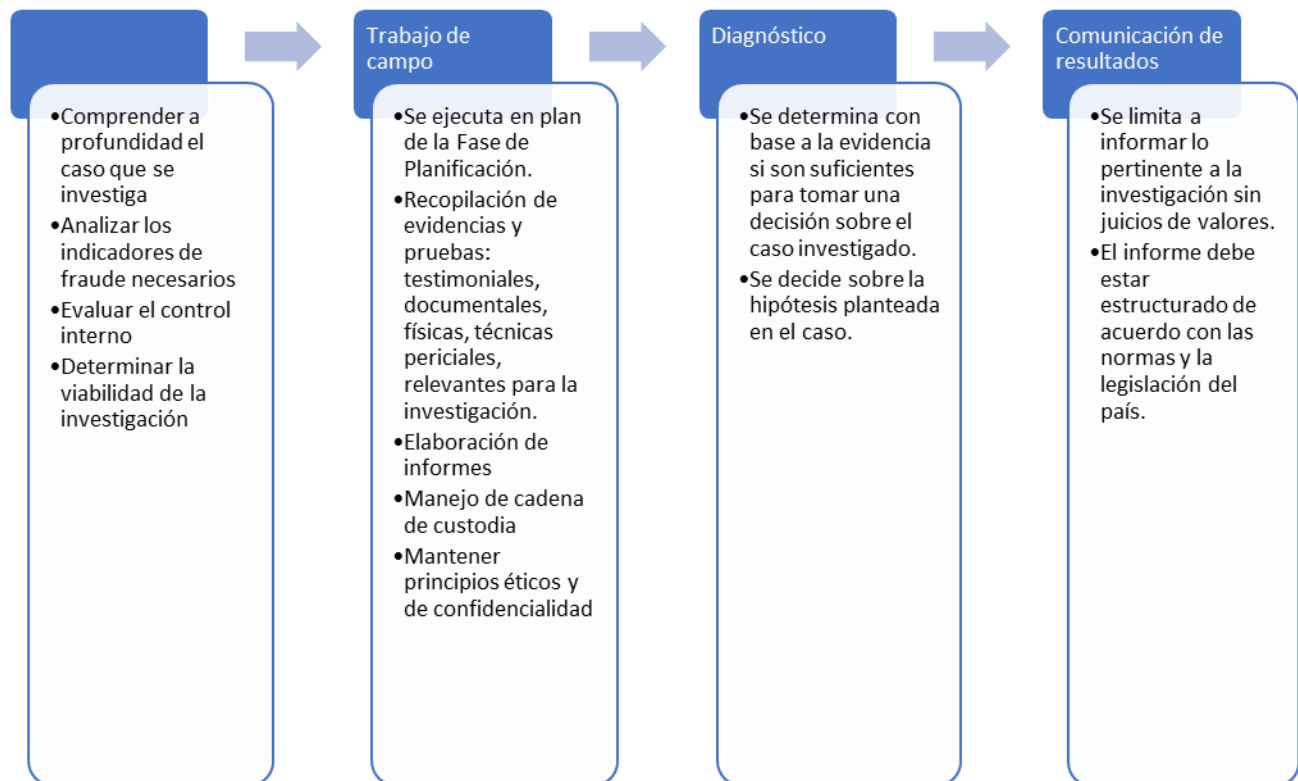 •Comprender a
profundidad el
caso que se
investiga
•Analizar los
indicadores de
fraude necesarios
•Evaluar el control
interno
•Determinar la
viabilidad de la
investigación
Trabajo de
campo
•Se ejecuta en plan
de la Fase de
Planificación.
•Recopilación de
evidencias y
pruebas:
testimoniales,
documentales,
físicas, técnicas
periciales,
relevantes para la
investigación.
•Elaboración de
informes
•Manejo de cadena
de custodia
•Mantener
principios éticos y
de confidencialidad
Diagnóstico
•Se determina con
base a la evidencia
si son suficientes
para tomar una
decisión sobre el
caso investigado.
•Se decide sobre la
hipótesis planteada
en el caso.
Comunicación de
resultados
•Se limita a
informar lo
pertinente a la
investigación sin
juicios de valores.
•El informe debe
estar
estructurado de
acuerdo con las
normas y la
legislación del
país.